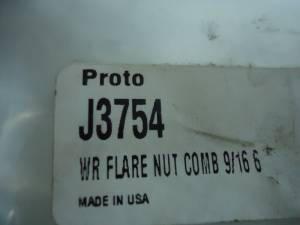 Proto
J3754
WR FLARE NUT COMB 9/16 6
MADE IN USA